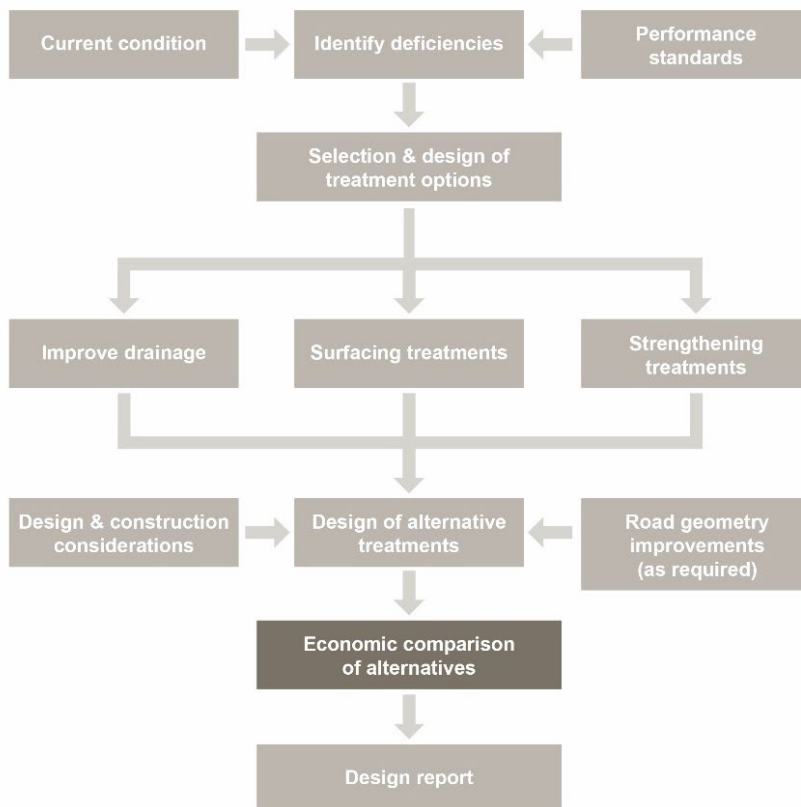 Current condition
Identify deficiencies
Performance
standards
Selection & design of
treatment options
Improve drainage
Surfacing treatments
Strengthening
treatments
Design & construction
considerations
Design of alternative
treatments
Road geometry
improvements
(as required)
Economic comparison
of alternatives
Design report